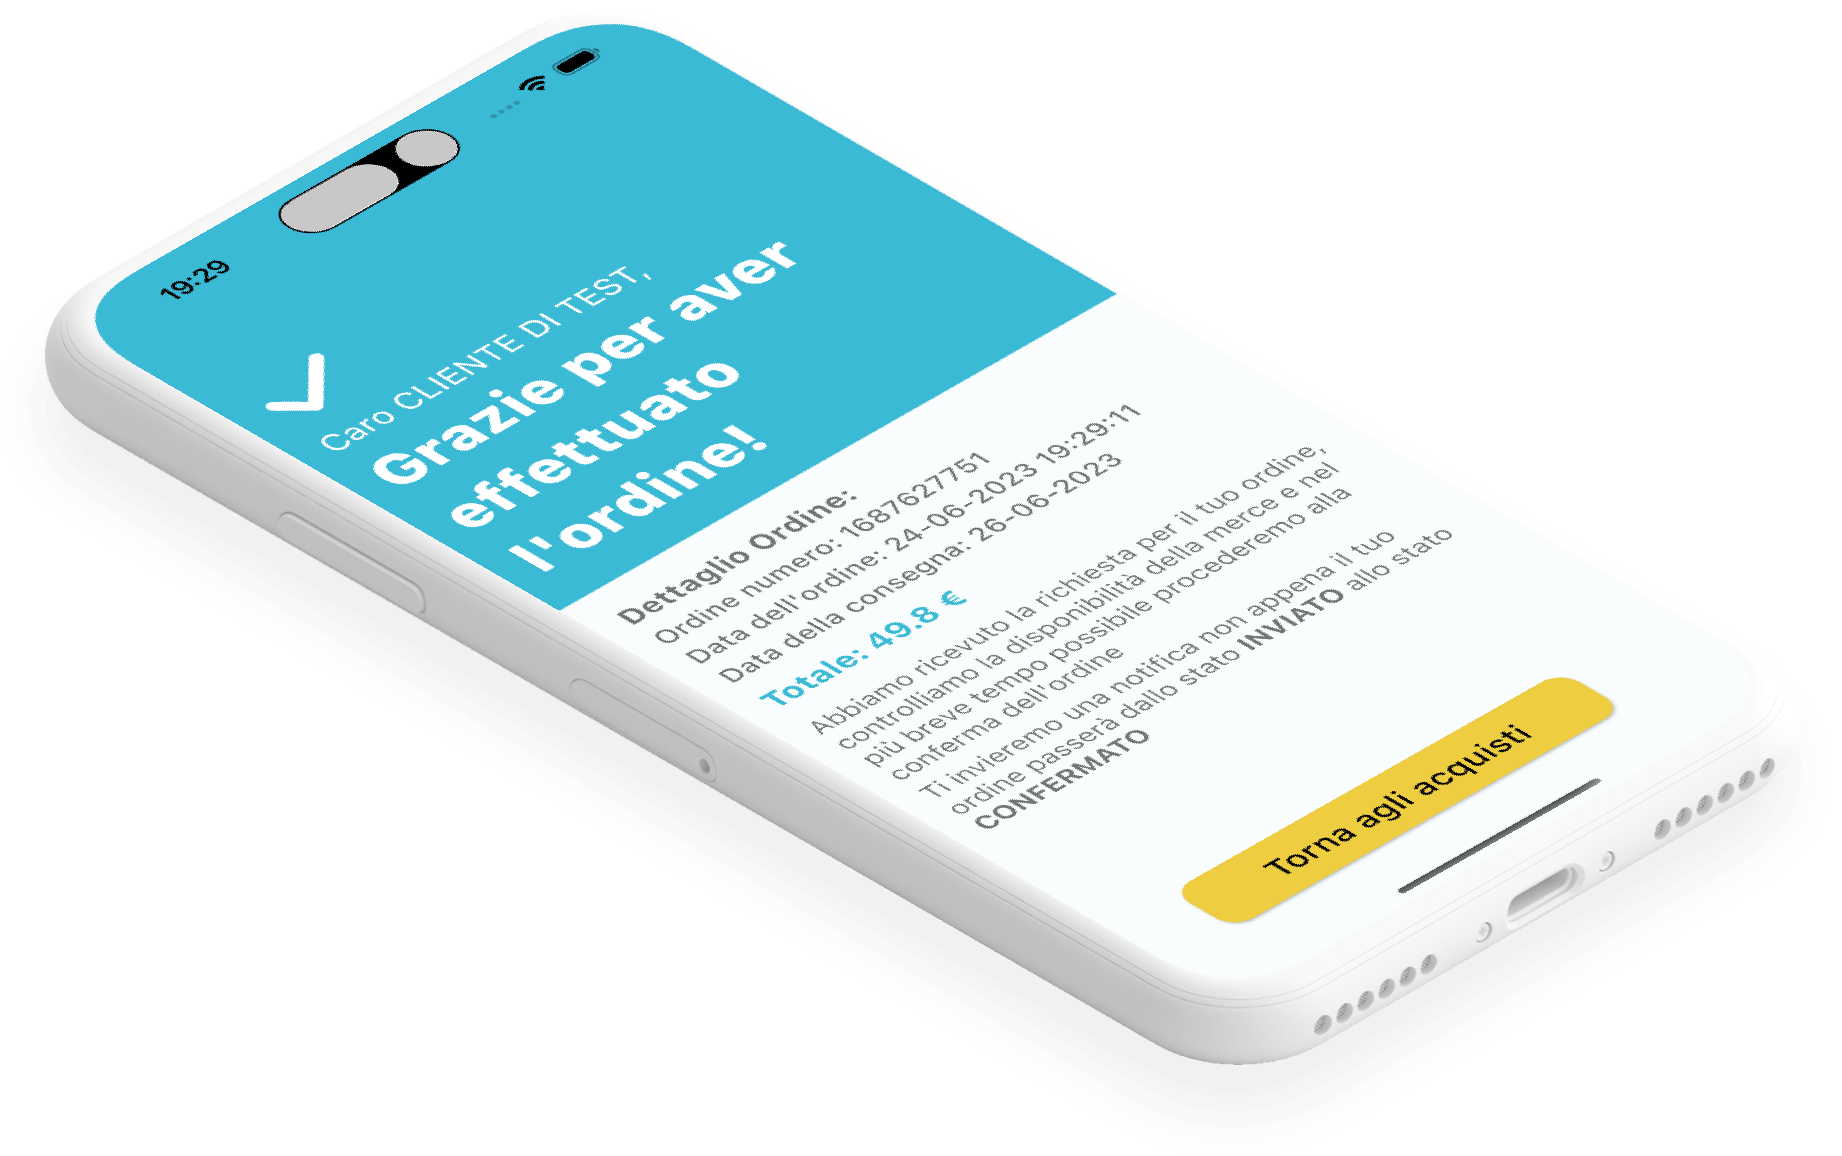 19:29
Caro CLIENTE DI TEST,
Grazie per aver
effettuato
l'ordine!
Dettaglio Ordine:
Ordine numero: 1687627751
Data dell'ordine: 24-06-2023 19:29:11
Data della consegna: 26-06-2023
Totale: 49.8 €
Abbiamo ricevuto la richiesta per il tuo ordine,
controlliamo la disponibilità della merce e nel
più breve tempo possibile procederemo alla
conferma dell'ordine
Ti invieremo una notifica non appena il tuo
ordine passerà dallo stato INVIATO allo stato
CONFERMATO
Torna agli acquisti